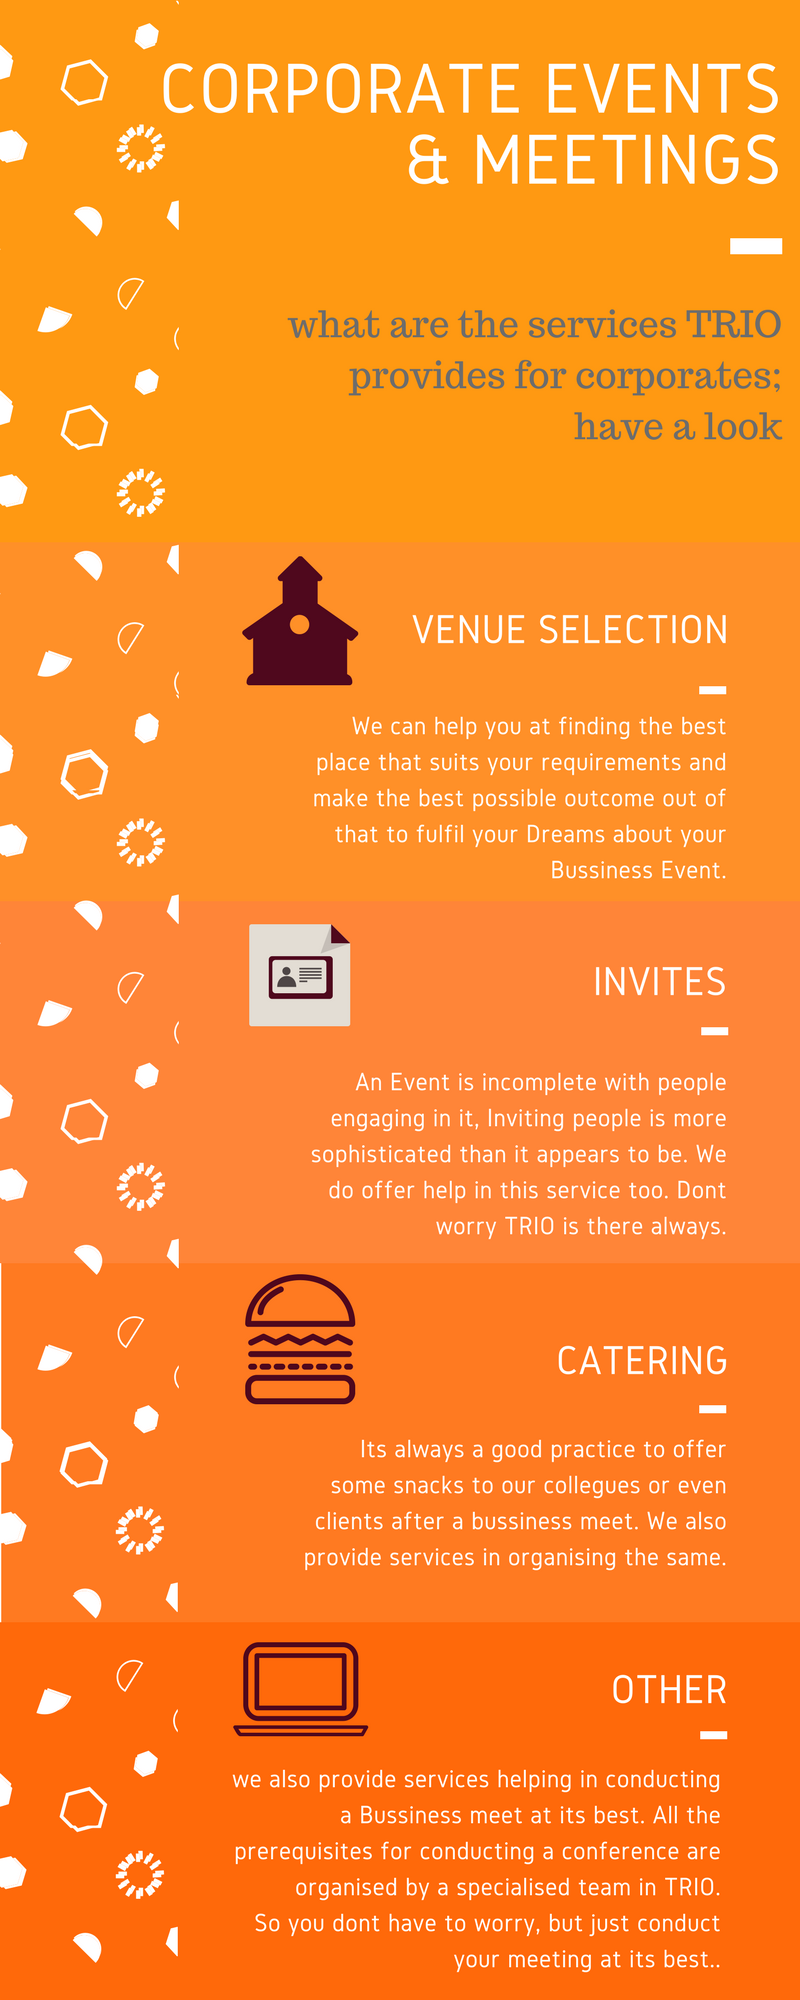 CORPORATE EVENTS
& MEETINGS
what are the services TRIO
provides for corporates;
have a look
VENUE SELECTION
We can help you at finding the best
place that suits your requirements and
make the best possible outcome out of
that to fulfil your Dreams about your
Bussiness Event.
INVITES
An Event is incomplete with people
engaging in it, Inviting people is more
sophisticated than it appears to be. We
do offer help in this service too. Dont
worry TRIO is there always.
CATERING
Its always a good practice to offer
some snacks to our collegues or even
clients after a bussiness meet. We also
provide services in organising the same.
OTHER
we also provide services helping in conducting
a Bussiness meet at its best. All the
prerequisites for conducting a conference are
organised by a specialised team in TRIO.
So you dont have to worry, but just conduct
your meeting at its best..